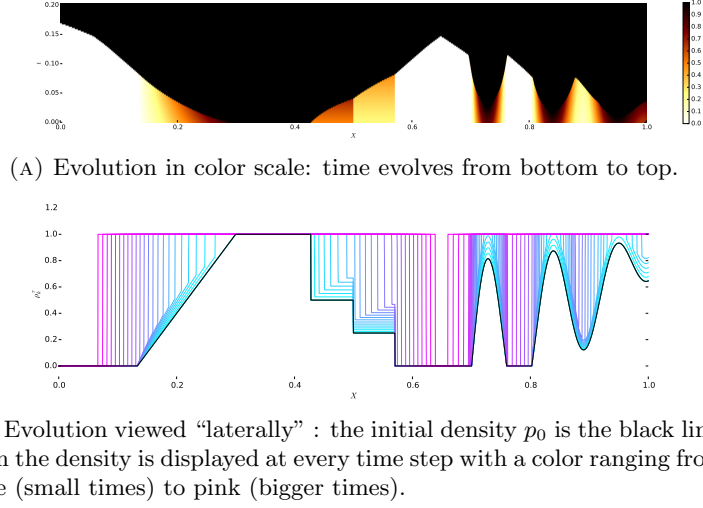 0.20
0.15
0.10
0.05
0.00
t
0.0 0.2 0.4 0.6 0.8 1.0
X
1.0
0.9
0.8
0.7
0.6
0.5
0.4
0.3
0.2
0.1
0.0
(A) Evolution in color scale: time evolves from bottom to top.
1.2
1.0
0.8
0.6
0.4
0.2
0.0
0.0 0.2 0.4 0.6 0.8 1.0
X
Evolution viewed “laterally” : the initial density p₀ is the black lin
n the density is displayed at every time step with a color ranging fro
e (small times) to pink (bigger times).